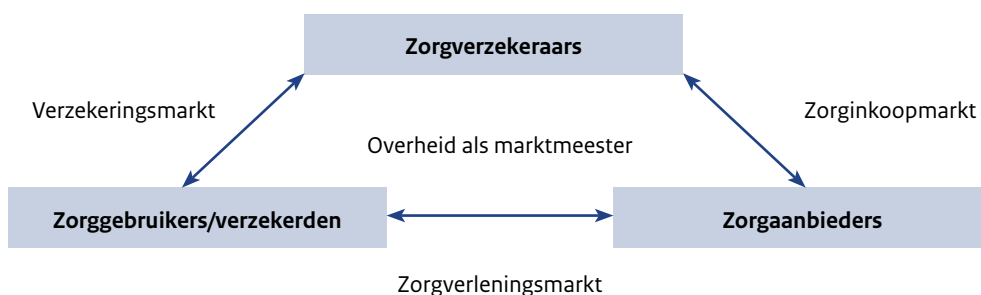 Zorgverzekeraars
Verzekeringsmarkt
Zorginkoopmarkt
Overheid als marktmeester
Zorggebruikers/verzekerden
Zorgaanbieders
Zorgverleningsmarkt